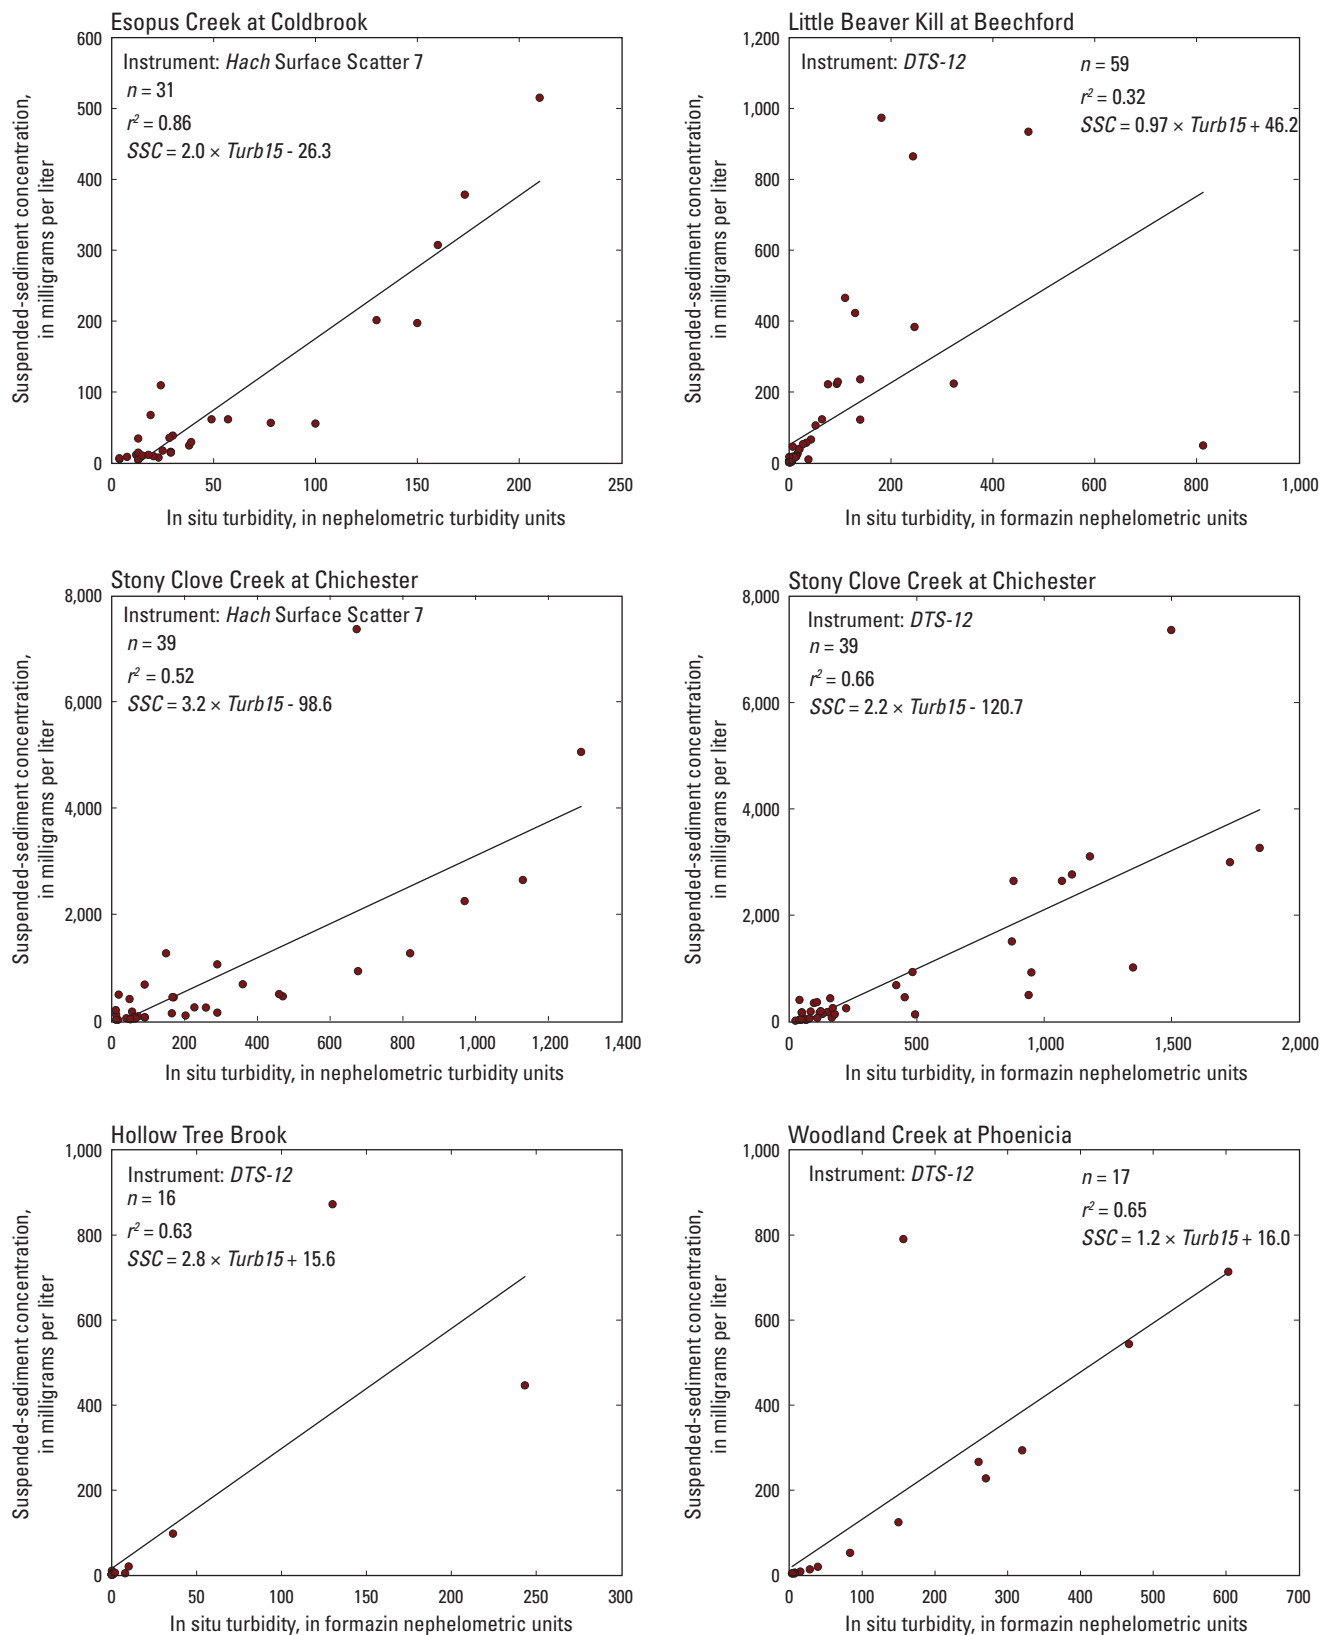 Esopus Creek at Coldbrook
Suspended-sediment concentration,
in milligrams per liter
600
500
400
300
200
100
0
Instrument: Hach Surface Scatter 7
n = 31
r² = 0.86
SSC = 2.0 × Turb15 - 26.3
0 50 100 150 200 250
In situ turbidity, in nephelometric turbidity units
Little Beaver Kill at Beechford
Suspended-sediment concentration,
in milligrams per liter
1,200
1,000
800
600
400
200
0
Instrument: DTS-12
n = 59
r² = 0.32
SSC = 0.97 × Turb15 + 46.2
0 200 400 600 800 1,000
In situ turbidity, in formazin nephelometric units
Stony Clove Creek at Chichester
Suspended-sediment concentration,
in milligrams per liter
8,000
6,000
4,000
2,000
0
Instrument: Hach Surface Scatter 7
n = 39
r² = 0.52
SSC = 3.2 × Turb15 - 98.6
0 200 400 600 800 1,000 1,200 1,400
In situ turbidity, in nephelometric turbidity units
Stony Clove Creek at Chichester
Suspended-sediment concentration,
in milligrams per liter
8,000
6,000
4,000
2,000
0
Instrument: DTS-12
n = 39
r² = 0.66
SSC = 2.2 × Turb15 - 120.7
0 500 1,000 1,500 2,000
In situ turbidity, in formazin nephelometric units
Hollow Tree Brook
Suspended-sediment concentration,
in milligrams per liter
1,000
800
600
400
200
0
Instrument: DTS-12
n = 16
r² = 0.63
SSC = 2.8 × Turb15 + 15.6
0 50 100 150 200 250 300
In situ turbidity, in formazin nephelometric units
Woodland Creek at Phoenicia
Suspended-sediment concentration,
in milligrams per liter
1,000
800
600
400
200
0
Instrument: DTS-12
n = 17
r² = 0.65
SSC = 1.2 × Turb15 + 16.0
0 100 200 300 400 500 600 700
In situ turbidity, in formazin nephelometric units